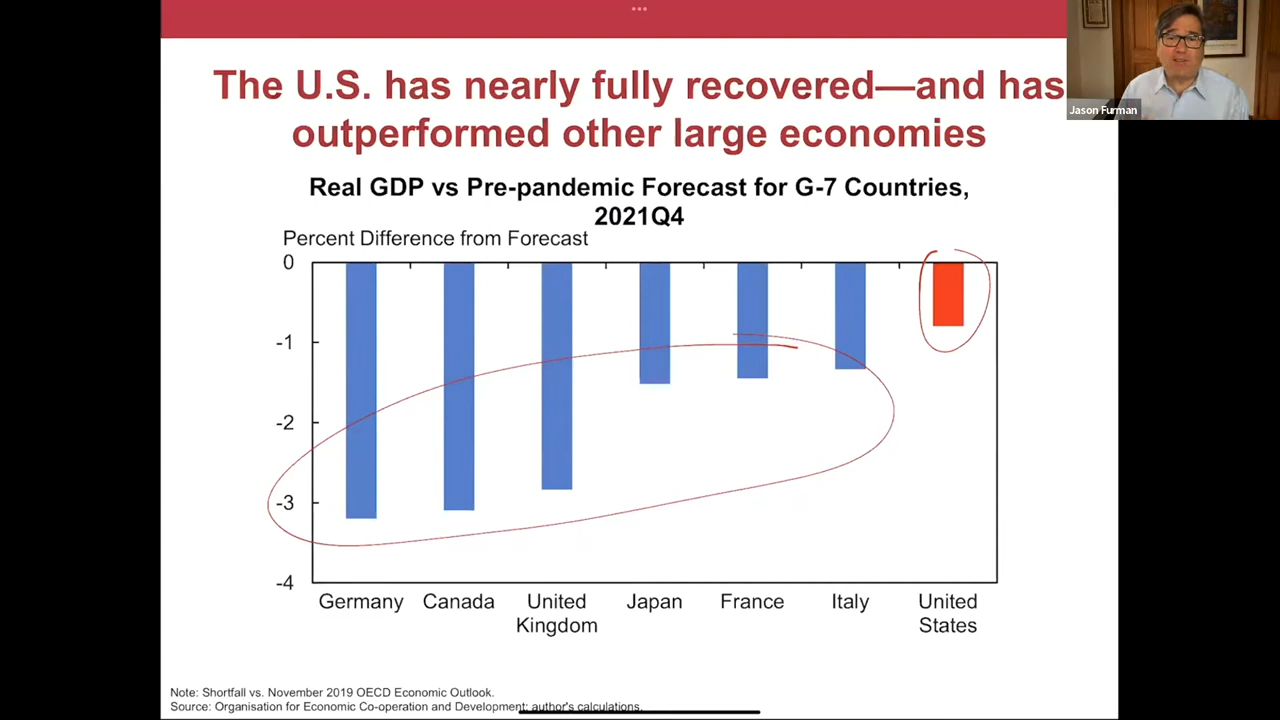 The U.S. has nearly fully recovered—and has
outperformed other large economies
Jason Furman
Real GDP vs Pre-pandemic Forecast for G-7 Countries,
2021Q4
Percent Difference from Forecast
0
-1
-2
-3
-4
Germany Canada United Japan France Italy United
Kingdom States
Note: Shortfall vs. November 2019 OECD Economic Outlook.
Source: Organisation for Economic Co-operation and Development; author's calculations.